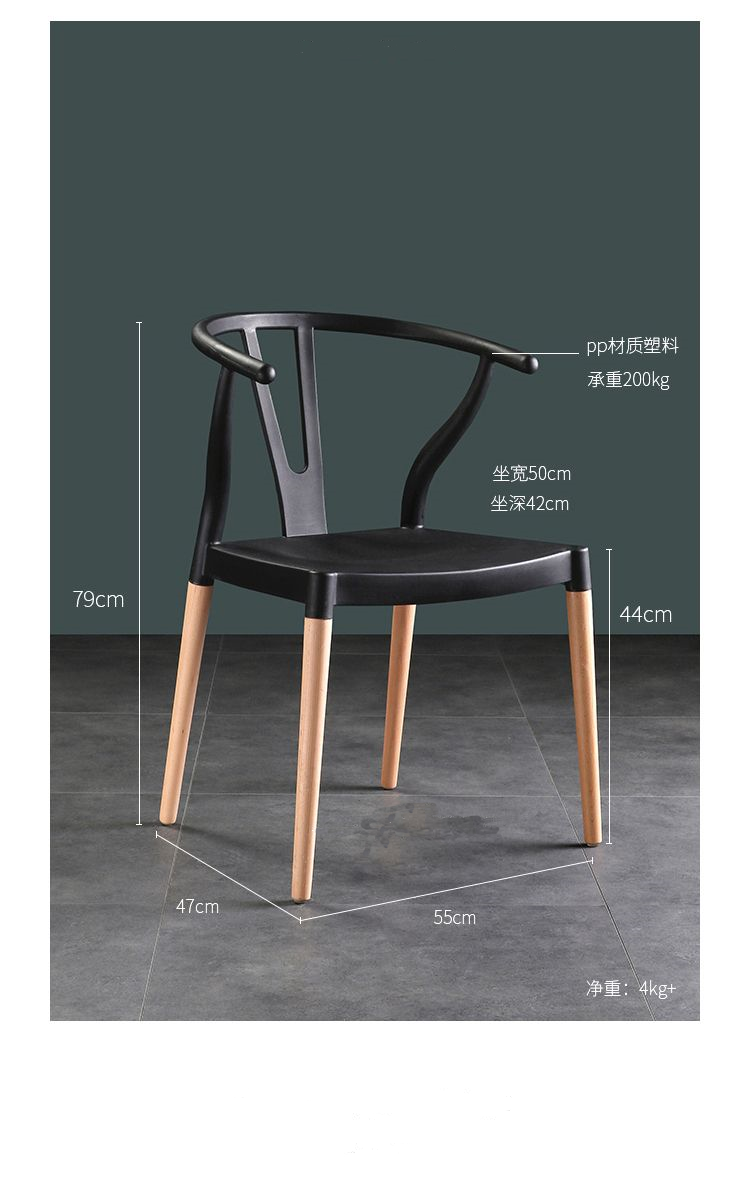 pp材质塑料
承重200kg
坐宽50cm
坐深42cm
79cm
44cm
47cm
55cm
净重：4kg+